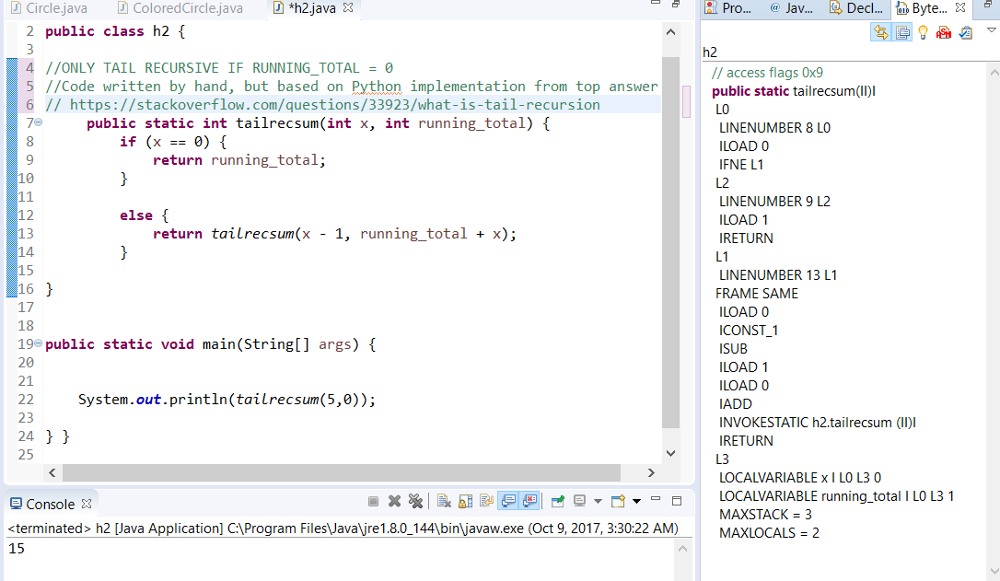 Circle.java ColoredCircle.java *h2.java
2 public class h2 {
3
4 //ONLY TAIL RECURSIVE IF RUNNING_TOTAL = 0
5 //Code written by hand, but based on Python implementation from top answer
6 // https://stackoverflow.com/questions/33923/what-is-tail-recursion
7 public static int tailrecsum(int x, int running_total) {
8 if (x == 0) {
9 return running_total;
10 }
11
12 else {
13 return tailrecsum(x - 1, running_total + x);
14 }
15
16 }
17
18
19 public static void main(String[] args) {
20
21
22 System.out.println(tailrecsum(5,0));
23
24 } }
25
Console
<terminated> h2 [Java Application] C:\Program Files\Java\jre1.8.0_144\bin\javaw.exe (Oct 9, 2017, 3:30:22 AM)
15
Pro... Jav... Decl... Byte...
h2
// access flags 0x9
public static tailrecsum(II)I
L0
LINENUMBER 8 L0
ILOAD 0
IFNE L1
L2
LINENUMBER 9 L2
ILOAD 1
IRETURN
L1
LINENUMBER 13 L1
FRAME SAME
ILOAD 0
ICONST_1
ISUB
ILOAD 1
ILOAD 0
IADD
INVOKESTATIC h2.tailrecsum (II)I
IRETURN
L3
LOCALVARIABLE x I L0 L3 0
LOCALVARIABLE running_total I L0 L3 1
MAXSTACK = 3
MAXLOCALS = 2